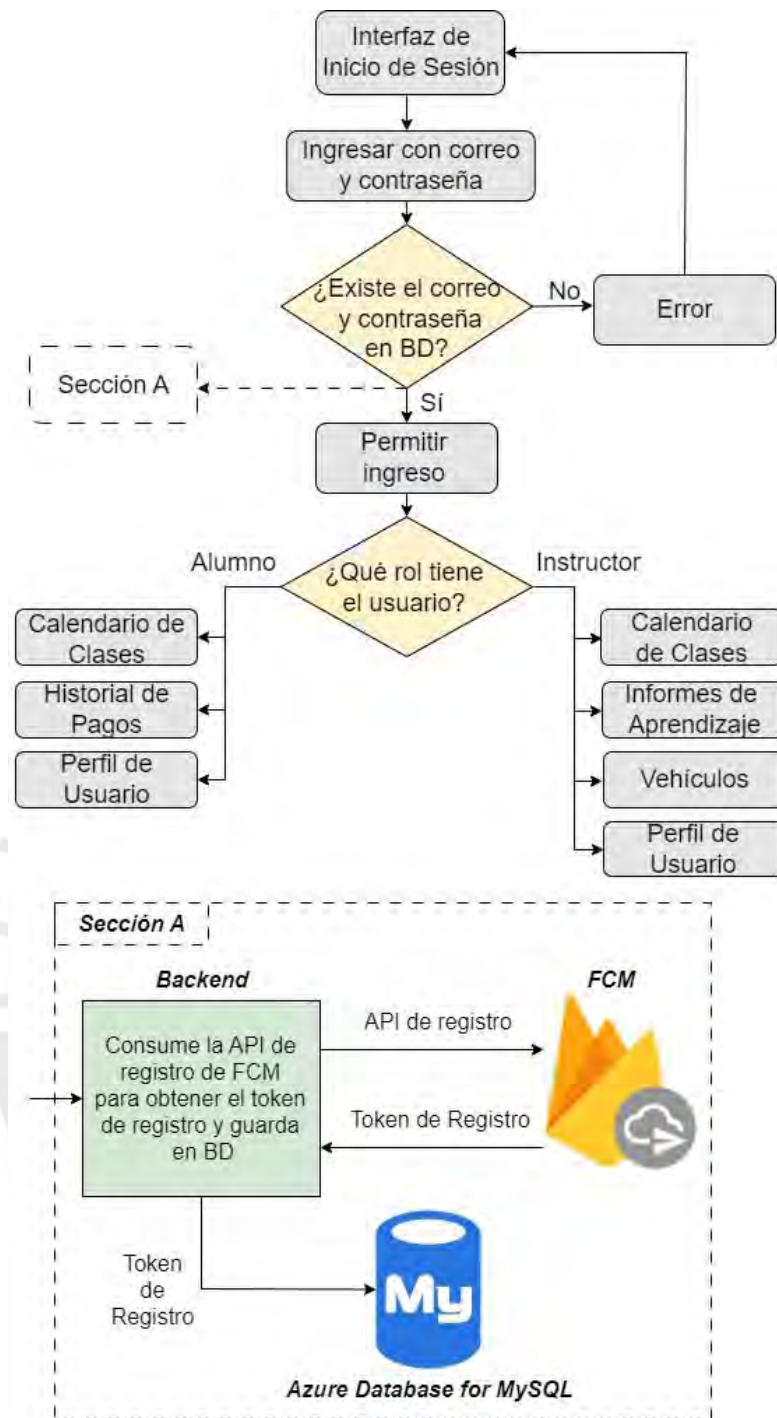 Interfaz de
Inicio de Sesión
Ingresar con correo
y contraseña
¿Existe el correo
y contraseña
en BD?
No
Error
Sección A
Sí
Permitir
ingreso
¿Qué rol tiene
el usuario?
Alumno
Instructor
Calendario de
Clases
Historial de
Pagos
Perfil de
Usuario
Calendario
de Clases
Informes de
Aprendizaje
Vehículos
Perfil de
Usuario
Sección A
Backend
FCM
Consume la API de
registro de FCM
para obtener el token
de registro y guarda
en BD
API de registro
Token de Registro
Token
de
Registro
My
Azure Database for MySQL